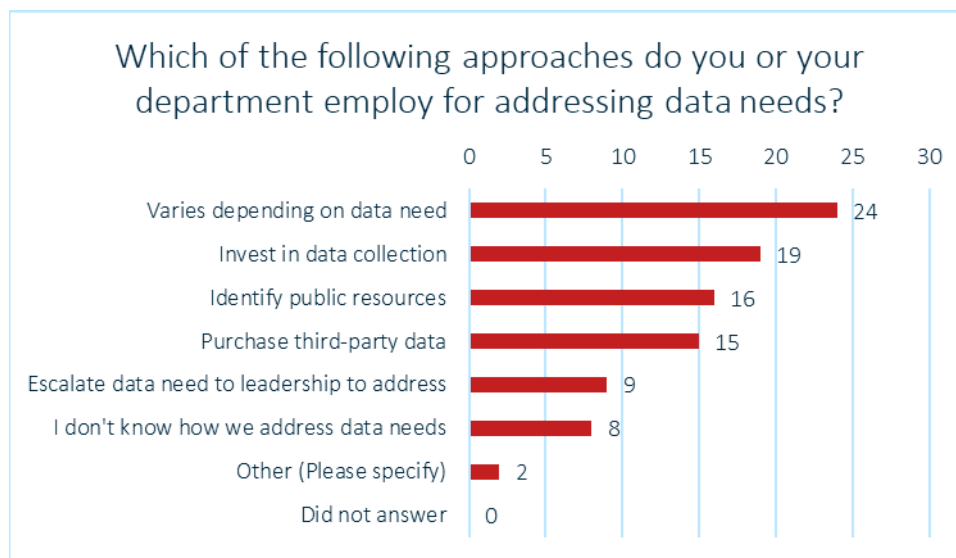 Which of the following approaches do you or your
department employ for addressing data needs?
0 5 10 15 20 25 30
Varies depending on data need 24
Invest in data collection 19
Identify public resources 16
Purchase third-party data 15
Escalate data need to leadership to address 9
I don't know how we address data needs 8
Other (Please specify) 2
Did not answer 0